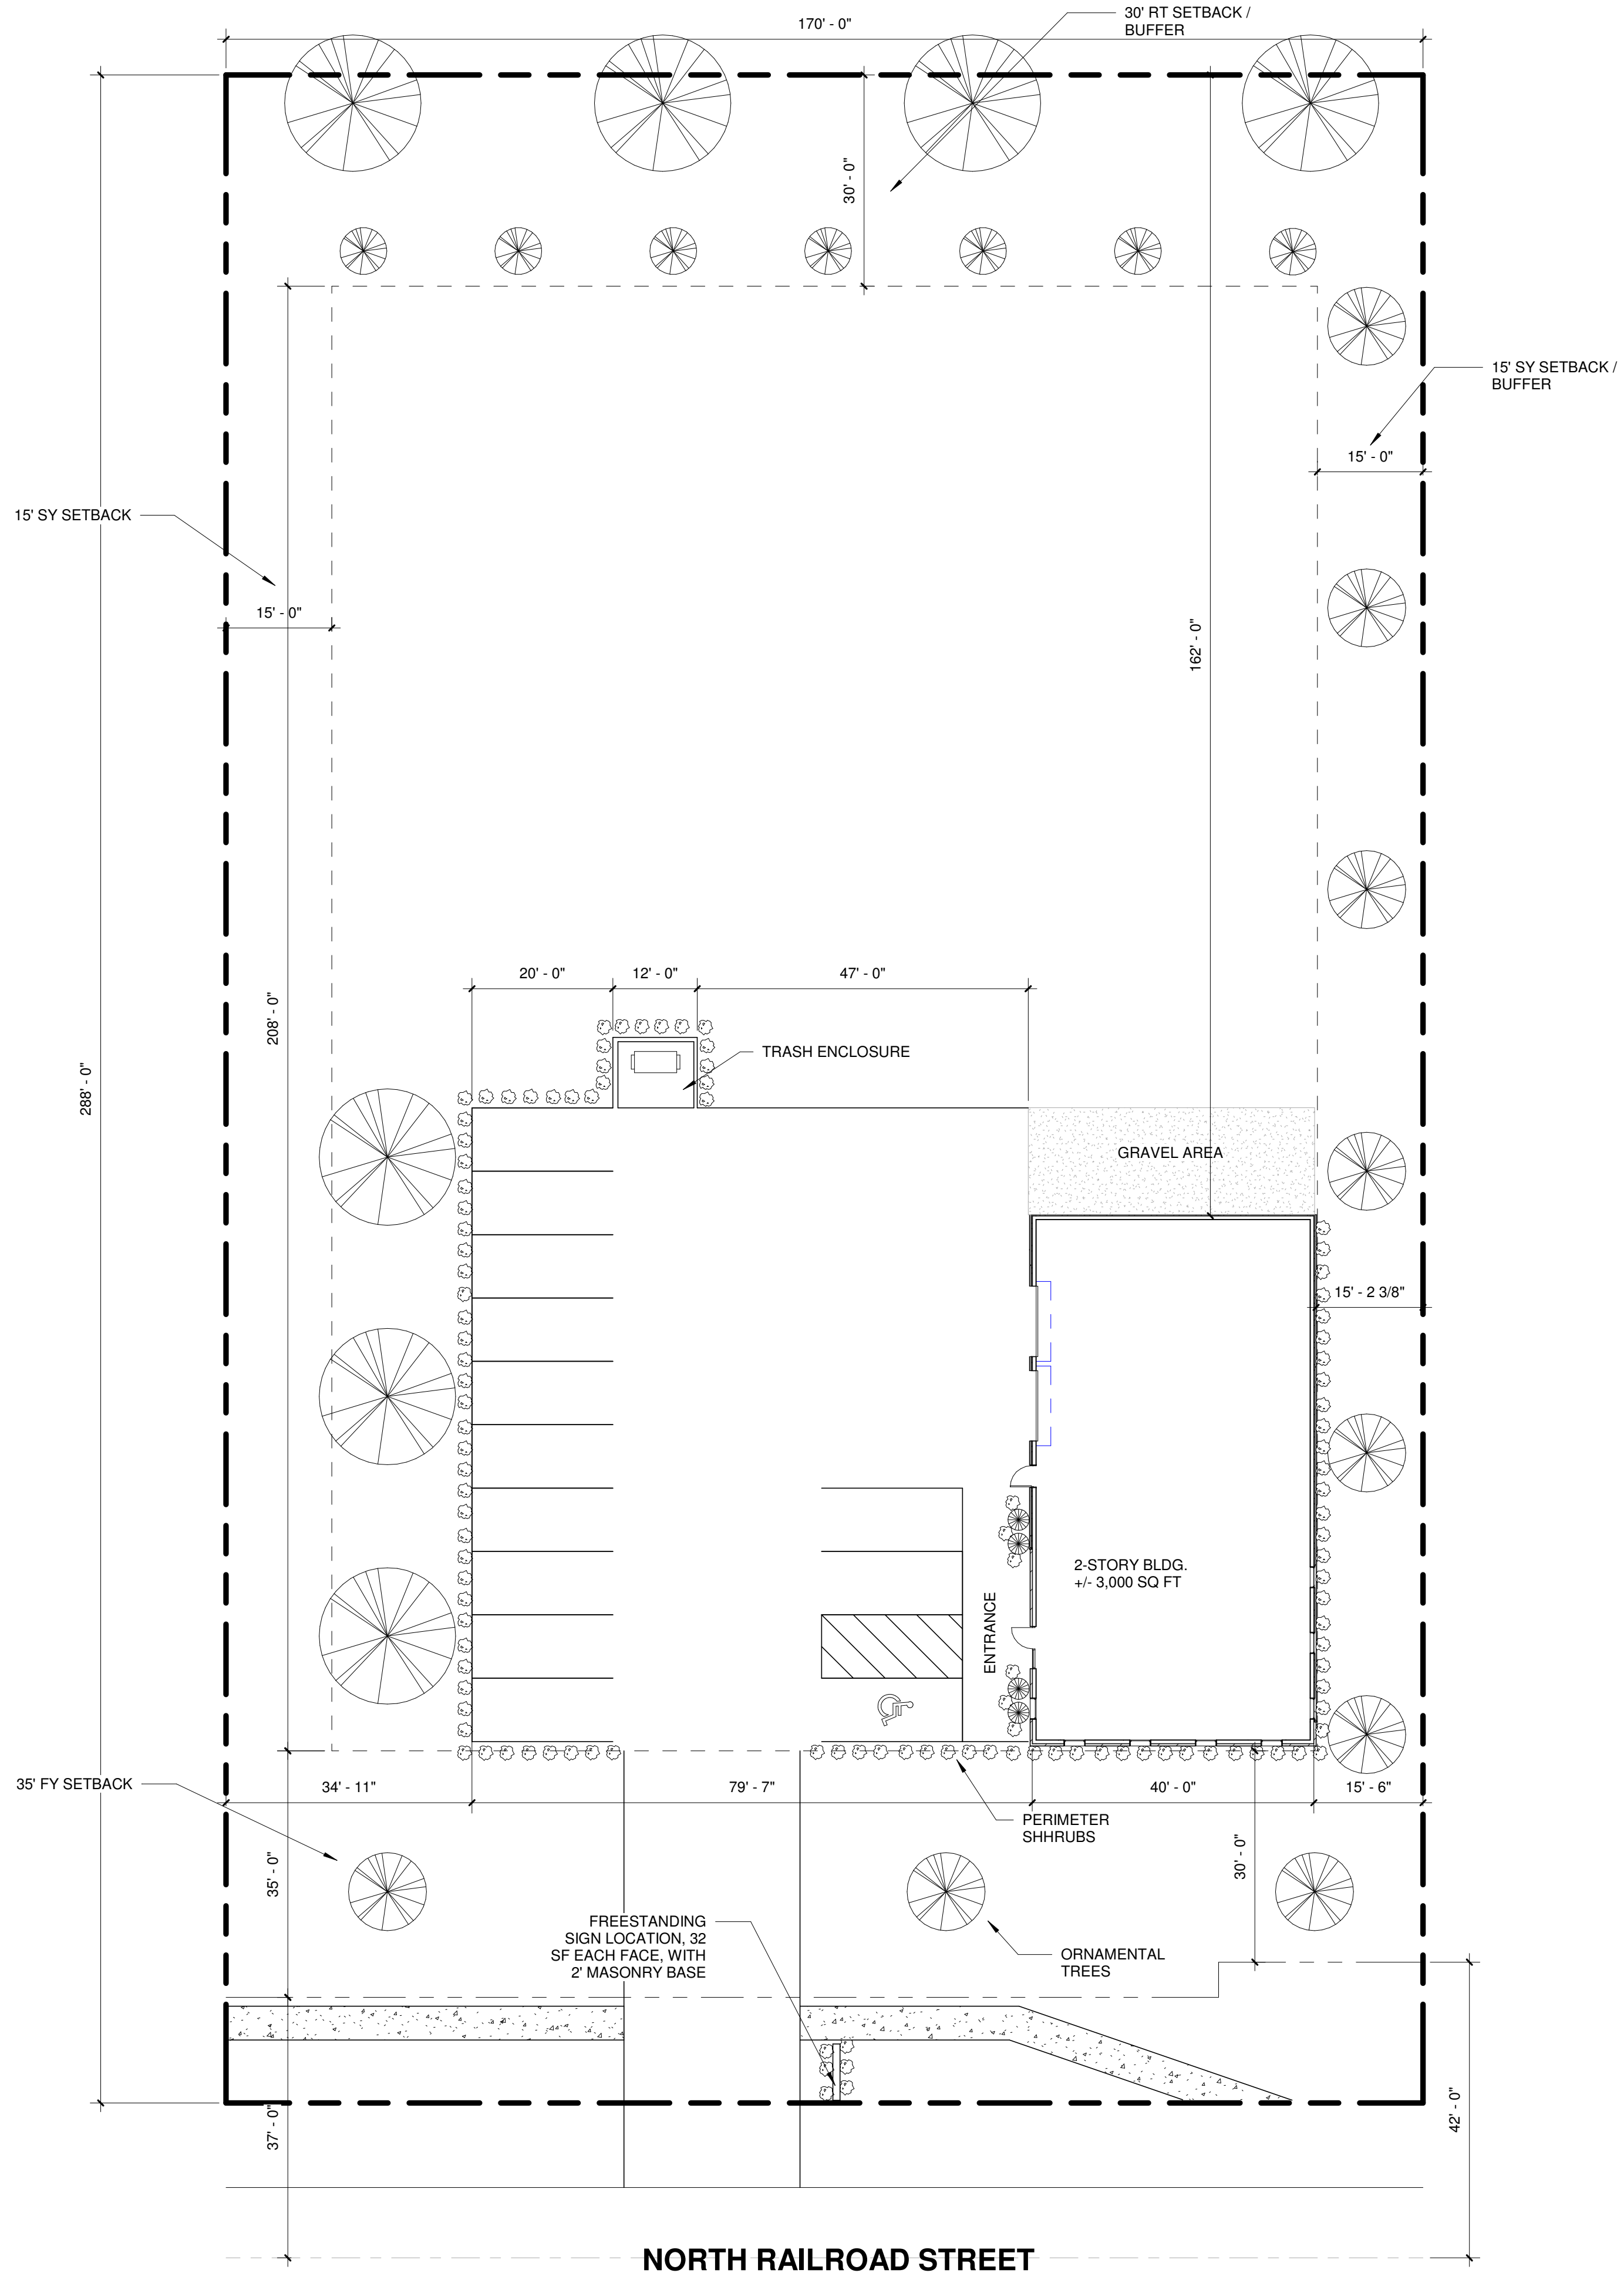 170' - 0"
30' RT SETBACK /
BUFFER
30' - 0"
15' SY SETBACK /
BUFFER
15' - 0"
15' SY SETBACK
15' - 0"
162' - 0"
20' - 0"
12' - 0"
47' - 0"
208' - 0"
288' - 0"
TRASH ENCLOSURE
GRAVEL AREA
15' - 2 3/8"
2-STORY BLDG.
+/- 3,000 SQ FT
ENTRANCE
35' FY SETBACK
34' - 11"
79' - 7"
40' - 0"
15' - 6"
PERIMETER
SHHRUBS
35' - 0"
30' - 0"
FREESTANDING
SIGN LOCATION, 32
SF EACH FACE, WITH
2' MASONRY BASE
ORNAMENTAL
TREES
37' - 0"
42' - 0"
NORTH RAILROAD STREET